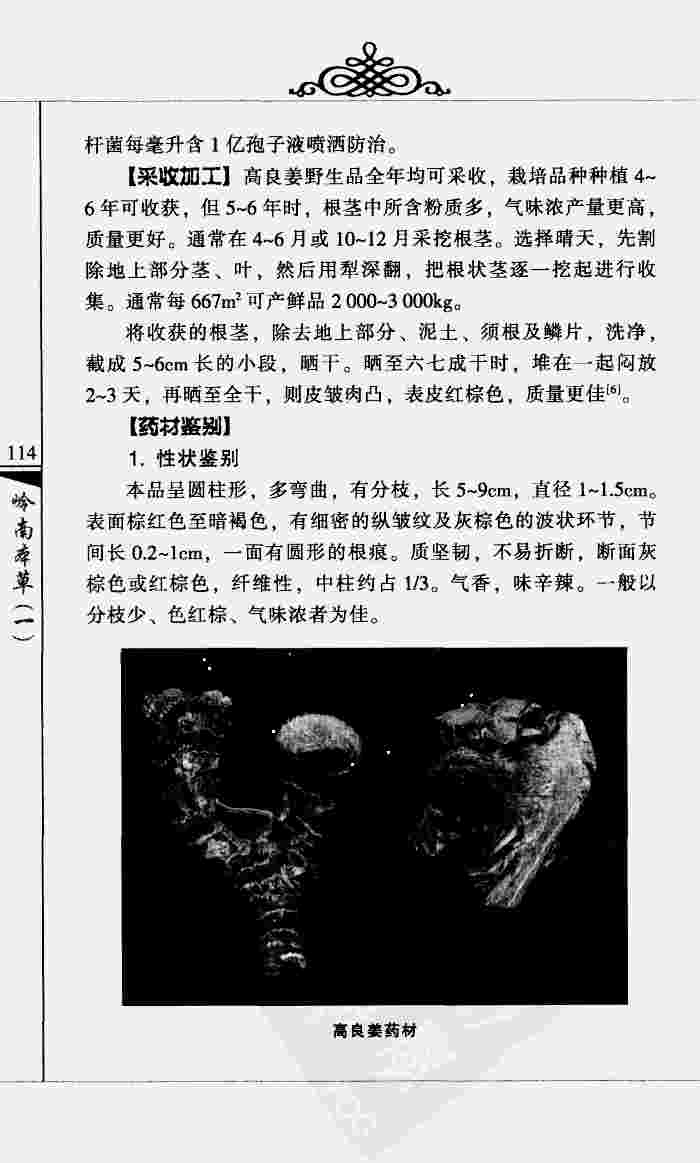 杆菌每毫升含 1 亿孢子液喷洒防治。
【采收加工】高良姜野生品全年均可采收，栽培品种种植 4~
6 年可收获，但 5~6 年时，根茎中所含粉质多，气味浓产量更高，
质量更好。通常在 4~6 月或 10~12 月采挖根茎。选择晴天，先割
除地上部分茎、叶，然后用犁深翻，把根状茎逐一挖起进行收
集。通常每 667m² 可产鲜品 2 000~3 000kg。
将收获的根茎，除去地上部分、泥土、须根及鳞片，洗净，
截成 5~6cm 长的小段，晒干。晒至六七成干时，堆在一起闷放
2~3 天，再晒至全干，则皮皱肉凸，表皮红棕色，质量更佳[6]。
【药材鉴别】
1. 性状鉴别
本品呈圆柱形，多弯曲，有分枝，长 5~9cm，直径 1~1.5cm。
表面棕红色至暗褐色，有细密的纵皱纹及灰棕色的波状环节，节
间长 0.2~1cm，一面有圆形的根痕。质坚韧，不易折断，断面灰
棕色或红棕色，纤维性，中柱约占 1/3。气香，味辛辣。一般以
分枝少、色红棕、气味浓者为佳。
高良姜药材
114
岭南本草（一）